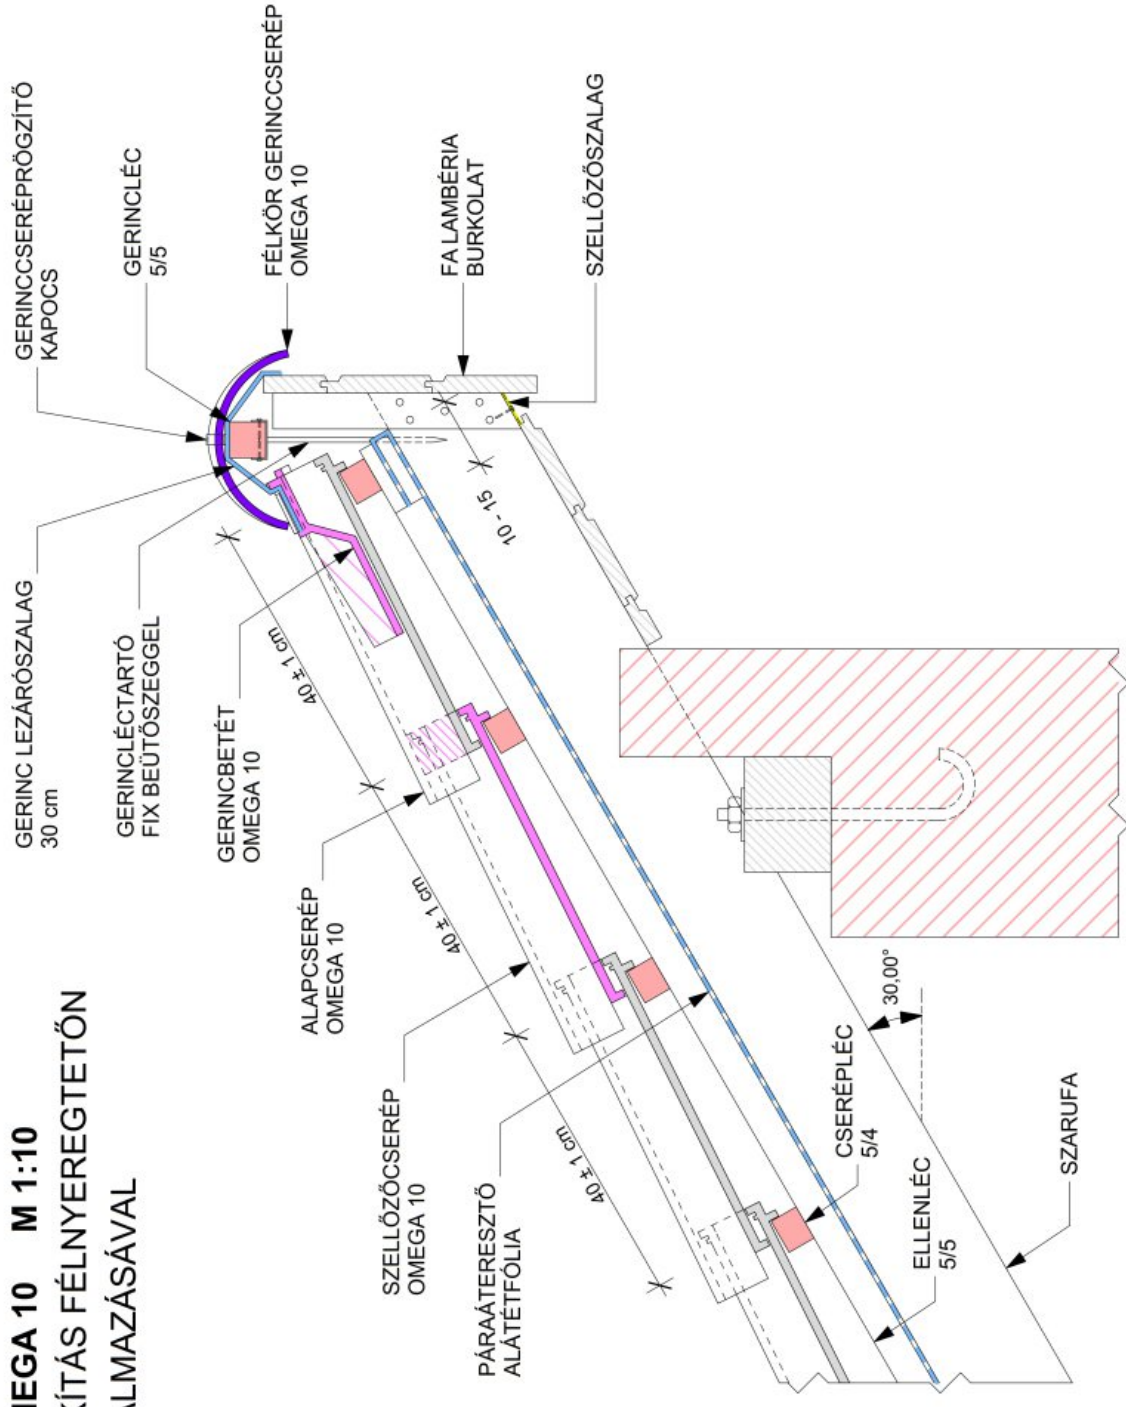 MEGA 10 M 1:10
KÍTÁS FÉLNYEREGTETŐN
ALMAZÁSÁVAL
GERINC LEZÁRÓSZALAG
30 cm
GERINCCSERÉPRÖGZÍTŐ
KAPOCS
GERINCLÉC
5/5
FÉLKÖR GERINCCSERÉP
OMEGA 10
FA LAMBÉRIA
BURKOLAT
SZELLŐZŐSZALAG
GERINCLÉCTARTÓ
FIX BEÜTŐSZEGGEL
GERINCBETÉT
OMEGA 10
ALAPCSERÉP
OMEGA 10
SZELLŐZŐCSERÉP
OMEGA 10
PÁRAÁTERESZTŐ
ALÁTÉTFÓLIA
40 ± 1 cm
40 ± 1 cm
40 ± 1 cm
10 - 15
CSERÉPLÉC
5/4
ELLENLÉC
5/5
30,00°
SZARUFA